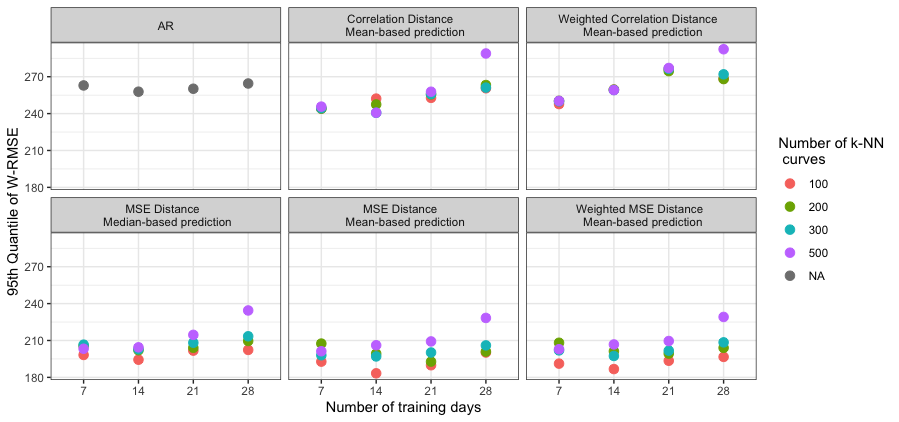 AR
Correlation Distance
Mean-based prediction
Weighted Correlation Distance
Mean-based prediction
270
240
210
180
MSE Distance
Median-based prediction
MSE Distance
Mean-based prediction
Weighted MSE Distance
Mean-based prediction
270
240
210
180
7 14 21 28
7 14 21 28
7 14 21 28
95th Quantile of W-RMSE
Number of training days
Number of k-NN
curves
100
200
300
500
NA